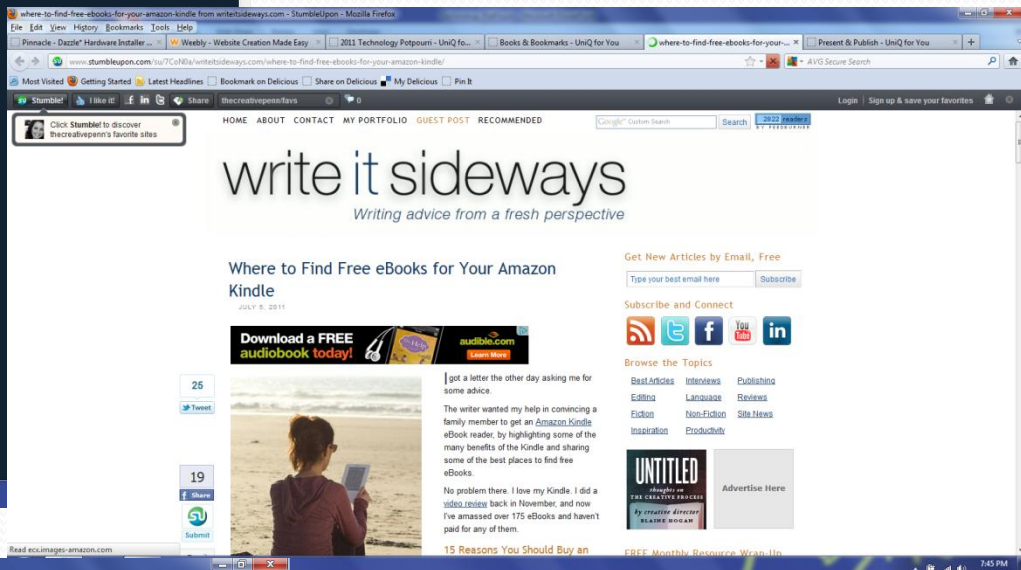 where-to-find-free-ebooks-for-your-amazon-kindle from writeitsideways.com - StumbleUpon - Mozilla Firefox
File Edit View History Bookmarks Tools Help
Pinnacle - Dazzle* Hardware Installer ...
Weebly - Website Creation Made Easy
2011 Technology Potpourri - UniQ fo...
Books & Bookmarks - UniQ for You
where-to-find-free-ebooks-for-your-...
Present & Publish - UniQ for You
www.stumbleupon.com/su/7CoN0a/writeitsideways.com/where-to-find-free-ebooks-for-your-amazon-kindle/
AVG Secure Search
Most Visited Getting Started Latest Headlines Bookmark on Delicious Share on Delicious My Delicious Pin It
Stumble! I like it! Share thecreativepenn/favs 0 Login | Sign up & save your favorites
Click Stumble! to discover
thecreativepenn's favorite sites
HOME ABOUT CONTACT MY PORTFOLIO GUEST POST RECOMMENDED
Google Custom Search Search 2822 readers
BY FEEDBURNER
write it sideways
Writing advice from a fresh perspective
Where to Find Free eBooks for Your Amazon
Kindle
JULY 5, 2011
Download a FREE
audiobook today!
audible.com
Learn More
25
Tweet
19
Share
Submit
I got a letter the other day asking me for
some advice.
The writer wanted my help in convincing a
family member to get an Amazon Kindle
eBook reader, by highlighting some of the
many benefits of the Kindle and sharing
some of the best places to find free
eBooks.
No problem there. I love my Kindle. I did a
video review back in November, and now
I've amassed over 175 eBooks and haven't
paid for any of them.
15 Reasons You Should Buy an
Get New Articles by Email, Free
Type your best email here Subscribe
Subscribe and Connect
You
Tube
in
Browse the Topics
Best Articles Interviews Publishing
Editing Language Reviews
Fiction Non-Fiction Site News
Inspiration Productivity
UNTITLED
thoughts on
THE CREATIVE PROCESS
by creative director
BLAINE HOGAN
Advertise Here
FREE Monthly Resource Wrap-Up
Read ecx.images-amazon.com
7:45 PM